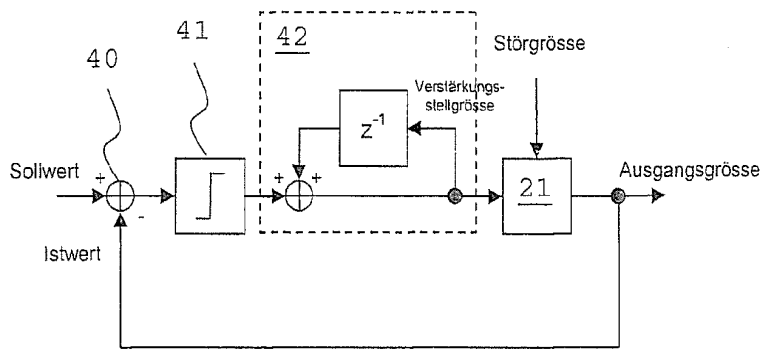 41
42
Störgrösse
40
Verstärkungs-
stellgrösse
z⁻¹
Sollwert
+
+
+
21
Ausgangsgrösse
-
Istwert